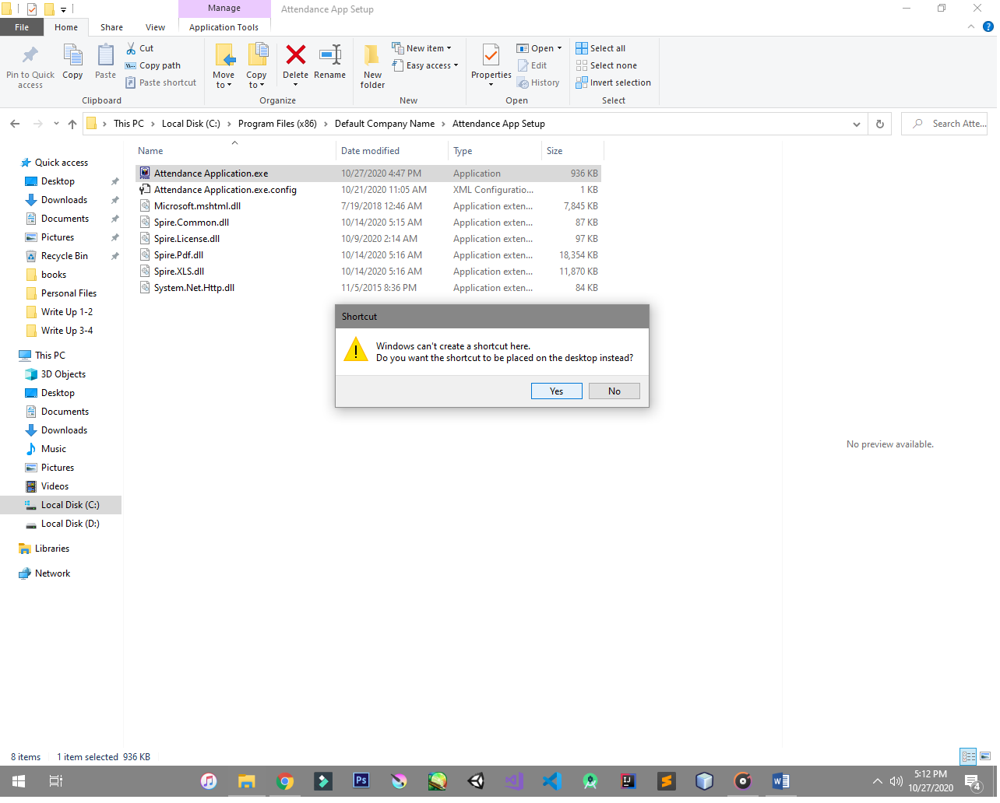 Manage
Attendance App Setup
File
Home
Share
View
Application Tools
Pin to Quick access
Copy
Paste
Cut
Copy path
Paste shortcut
Clipboard
Move to
Copy to
Delete
Rename
Organize
New folder
New item
Easy access
New
Properties
Open
Edit
History
Open
Select all
Select none
Invert selection
Select
This PC > Local Disk (C:) > Program Files (x86) > Default Company Name > Attendance App Setup
Search Atte...
Name Date modified Type Size
Attendance Application.exe 10/27/2020 4:47 PM Application 936 KB
Attendance Application.exe.config 10/21/2020 11:05 AM XML Configuratio... 1 KB
Microsoft.mshtml.dll 7/19/2018 12:46 AM Application exten... 7,845 KB
Spire.Common.dll 10/14/2020 5:15 AM Application exten... 87 KB
Spire.License.dll 10/9/2020 2:14 AM Application exten... 97 KB
Spire.Pdf.dll 10/14/2020 5:16 AM Application exten... 18,354 KB
Spire.XLS.dll 10/14/2020 5:16 AM Application exten... 11,870 KB
System.Net.Http.dll 11/5/2015 8:36 PM Application exten... 84 KB
Quick access
Desktop
Downloads
Documents
Pictures
Recycle Bin
books
Personal Files
Write Up 1-2
Write Up 3-4
This PC
3D Objects
Desktop
Documents
Downloads
Music
Pictures
Videos
Local Disk (C:)
Local Disk (D:)
Libraries
Network
Shortcut
Windows can't create a shortcut here.
Do you want the shortcut to be placed on the desktop instead?
Yes
No
No preview available.
8 items
1 item selected 936 KB
Ps
5:12 PM
10/27/2020
4